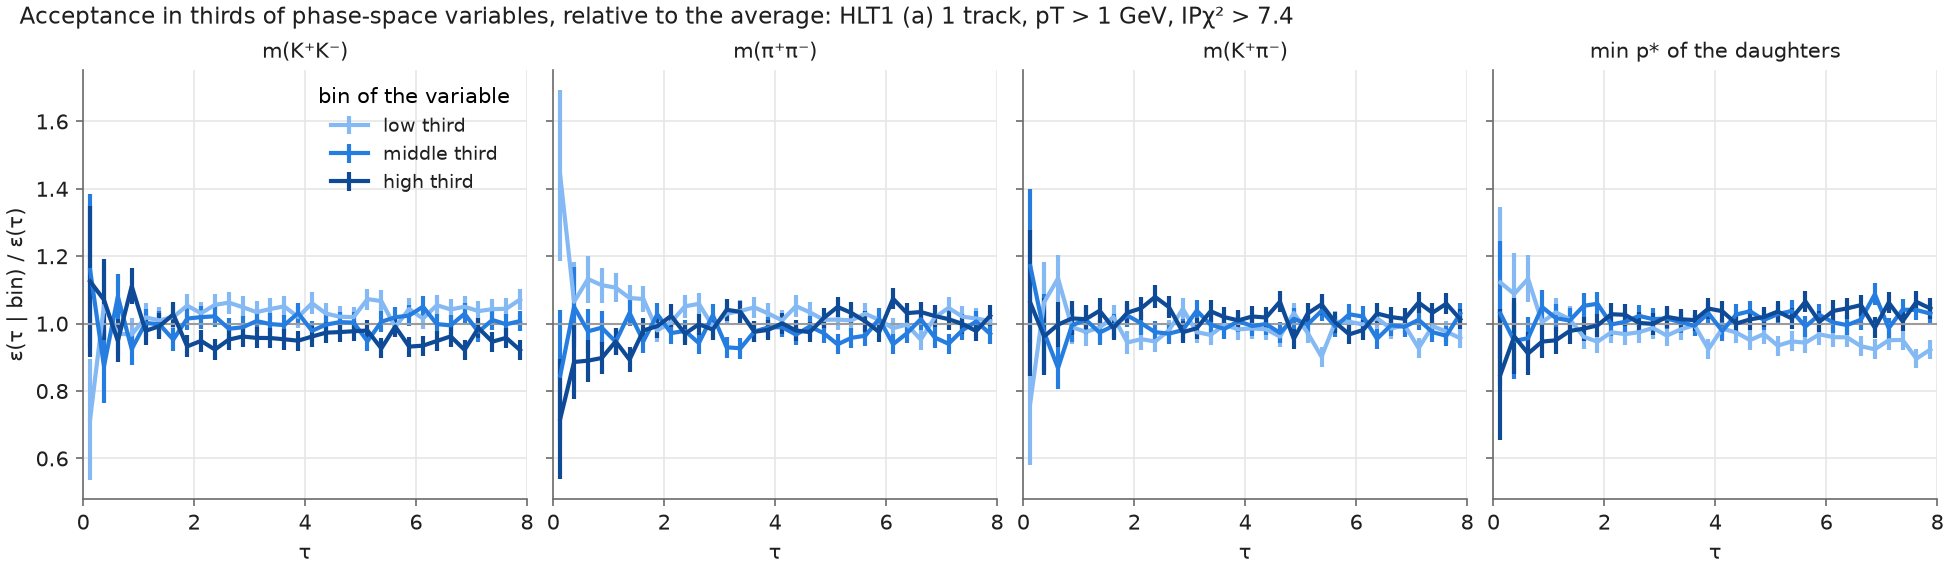 Acceptance in thirds of phase-space variables, relative to the average: HLT1 (a) 1 track, pT > 1 GeV, IPχ² > 7.4
m(K⁺K⁻)
m(π⁺π⁻)
m(K⁺π⁻)
min p* of the daughters
ε(τ | bin) / ε(τ)
bin of the variable
low third
middle third
high third
1.6
1.4
1.2
1.0
0.8
0.6
0 2 4 6 8
0 2 4 6 8
0 2 4 6 8
0 2 4 6 8
τ
τ
τ
τ